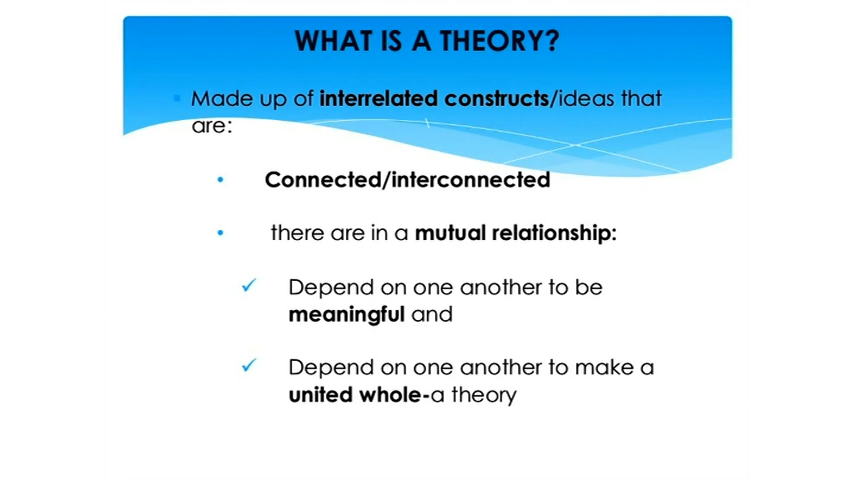 WHAT IS A THEORY?
Made up of interrelated constructs/ideas that
are:
Connected/interconnected
there are in a mutual relationship:
Depend on one another to be
meaningful and
Depend on one another to make a
united whole-a theory